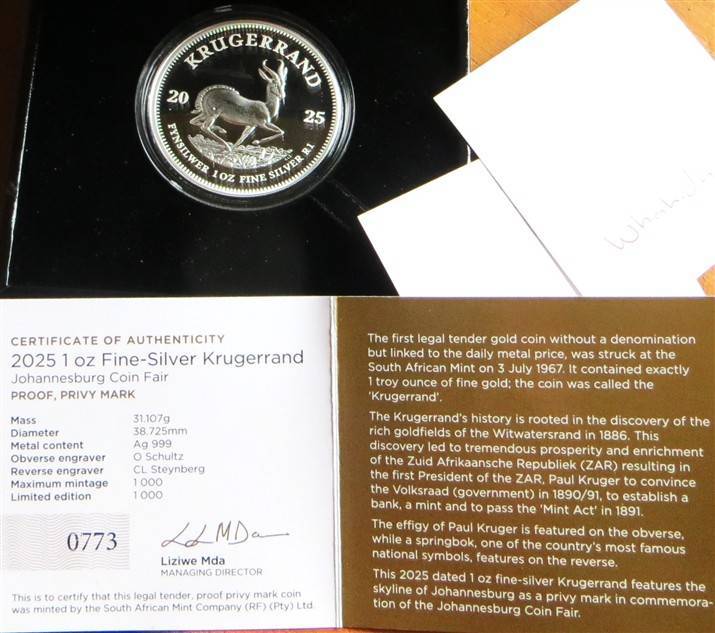 KRUGERRAND
20 25
FYNSILWER 1 OZ FINE SILVER R1
CERTIFICATE OF AUTHENTICITY
2025 1 oz Fine-Silver Krugerrand
Johannesburg Coin Fair
PROOF, PRIVY MARK
Mass 31.107g
Diameter 38.725mm
Metal content Ag 999
Obverse engraver O Schultz
Reverse engraver CL Steynberg
Maximum mintage 1 000
Limited edition 1 000
0773
Liziwe Mda
MANAGING DIRECTOR
This is to certify that this legal tender, proof privy mark coin
was minted by the South African Mint Company (RF) (Pty) Ltd.
The first legal tender gold coin without a denomination
but linked to the daily metal price, was struck at the
South African Mint on 3 July 1967. It contained exactly
1 troy ounce of fine gold; the coin was called the
'Krugerrand'.
The Krugerrand's history is rooted in the discovery of the
rich goldfields of the Witwatersrand in 1886. This
discovery led to tremendous prosperity and enrichment
of the Zuid Afrikaansche Republiek (ZAR) resulting in
the first President of the ZAR, Paul Kruger to convince
the Volksraad (government) in 1890/91, to establish a
bank, a mint and to pass the 'Mint Act' in 1891.
The effigy of Paul Kruger is featured on the obverse,
while a springbok, one of the country's most famous
national symbols, features on the reverse.
This 2025 dated 1 oz fine-silver Krugerrand features the
skyline of Johannesburg as a privy mark in commemora-
tion of the Johannesburg Coin Fair.